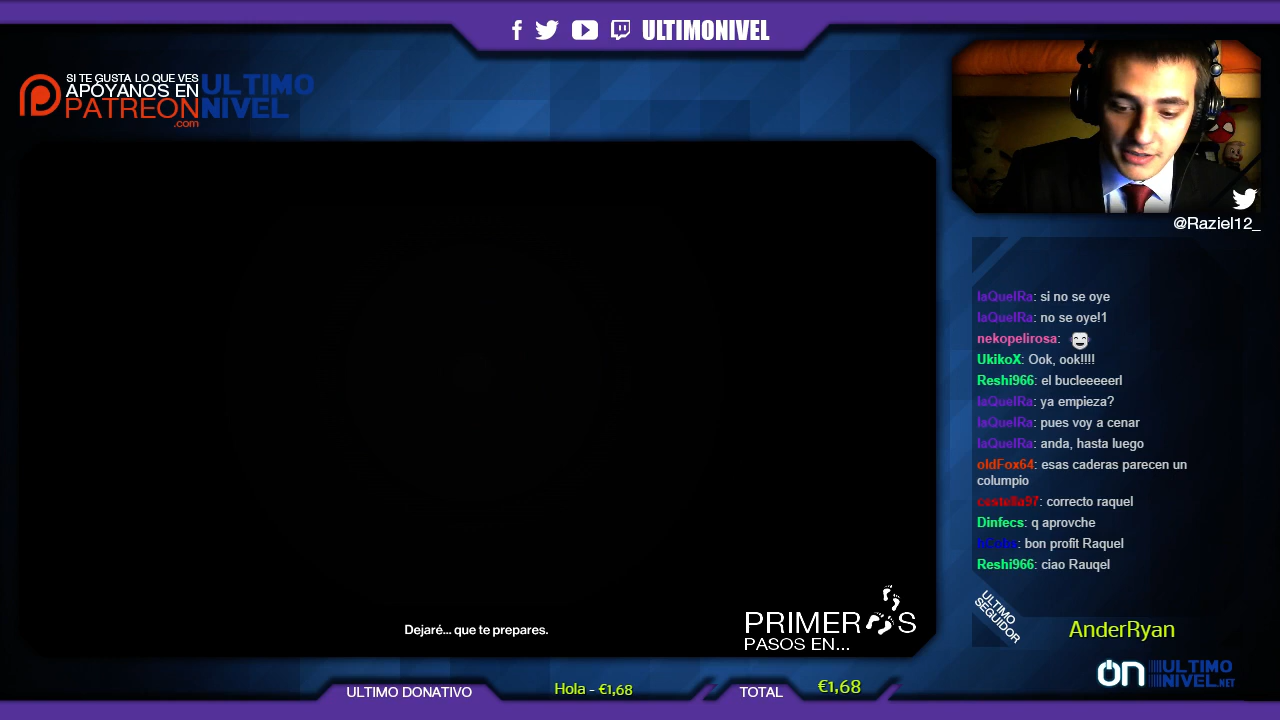 ULTIMONIVEL
SI TE GUSTA LO QUE VES
APOYANOS EN
PATREON
.com
ULTIMO
NIVEL
@Raziel12_
laQuelRa: si no se oye
laQuelRa: no se oye!1
nekopelirosa:
UkikoX: Ook, ook!!!!
Reshi966: el bucleeeeerl
laQuelRa: ya empieza?
laQuelRa: pues voy a cenar
laQuelRa: anda, hasta luego
oldFox64: esas caderas parecen un
columpio
: correcto raquel
Dinfecs: q aprovche
: bon profit Raquel
Reshi966: ciao Rauqel
Dejaré... que te prepares.
PRIMEROS
PASOS EN...
ULTIMO
SEGUIDOR
AnderRyan
ON
ULTIMO
NIVEL.NET
ULTIMO DONATIVO
Hola - €1,68
TOTAL
€1,68